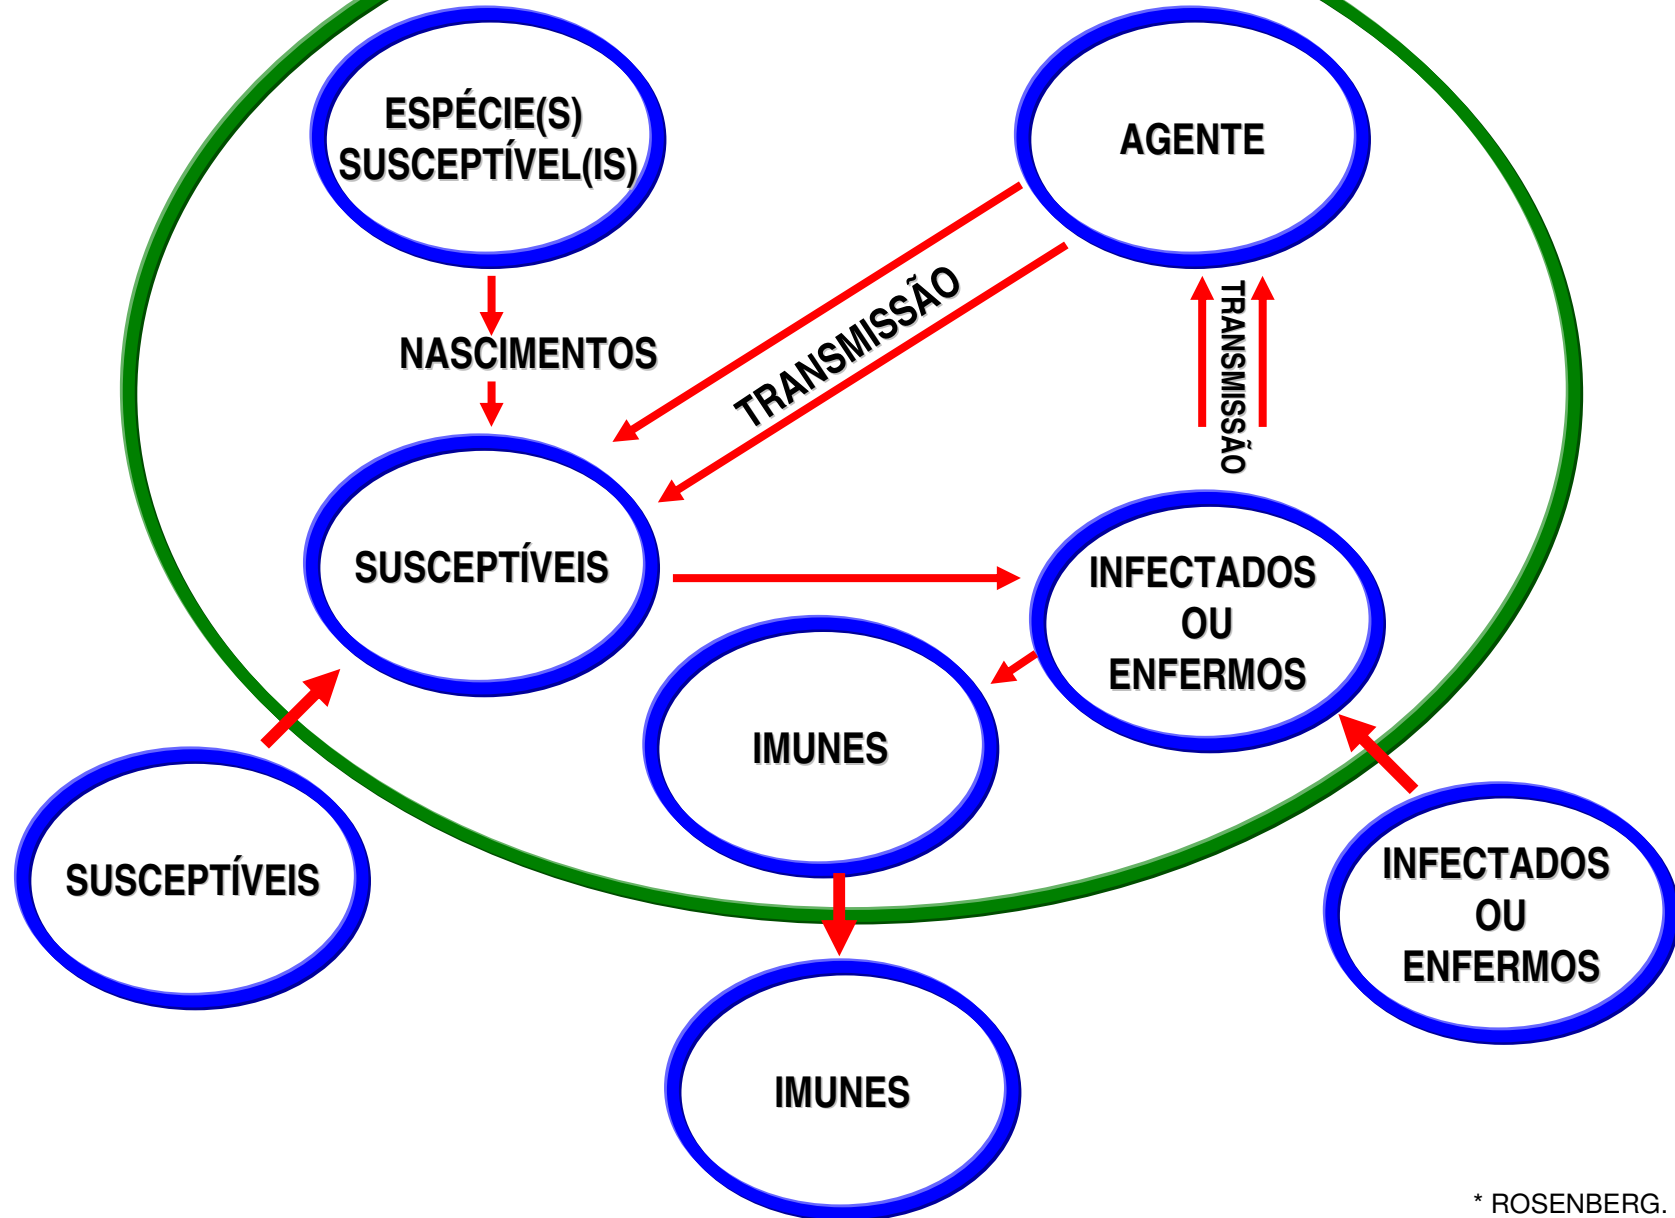 ESPÉCIE(S)
SUSCEPTÍVEL(IS)
AGENTE
TRANSMISSÃO
TRANSMISSÃO
NASCIMENTOS
SUSCEPTÍVEIS
INFECTADOS
OU
ENFERMOS
IMUNES
SUSCEPTÍVEIS
INFECTADOS
OU
ENFERMOS
IMUNES
* ROSENBERG.